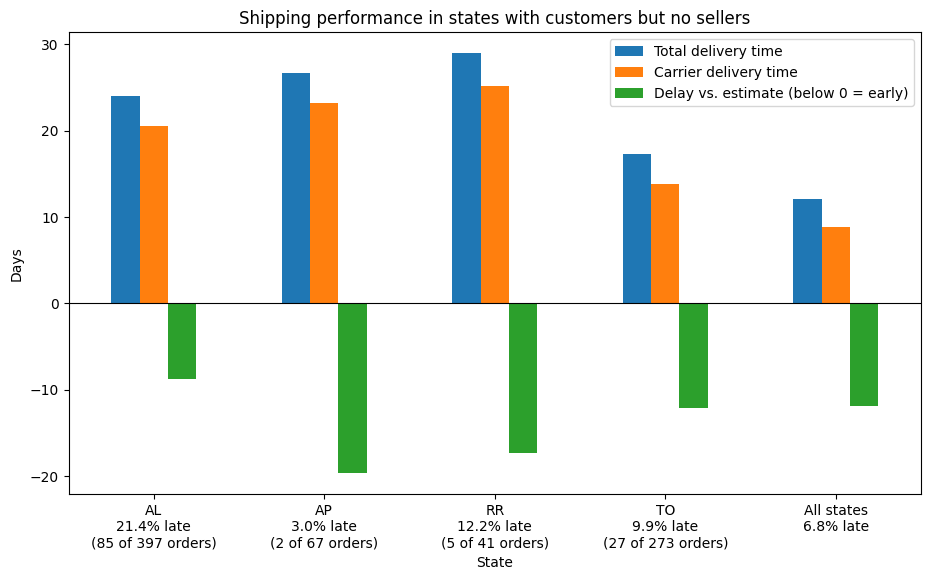 Shipping performance in states with customers but no sellers
Total delivery time
Carrier delivery time
Delay vs. estimate (below 0 = early)
Days
30
20
10
0
−10
−20
AL
21.4% late
(85 of 397 orders)
AP
3.0% late
(2 of 67 orders)
RR
12.2% late
(5 of 41 orders)
TO
9.9% late
(27 of 273 orders)
All states
6.8% late
State